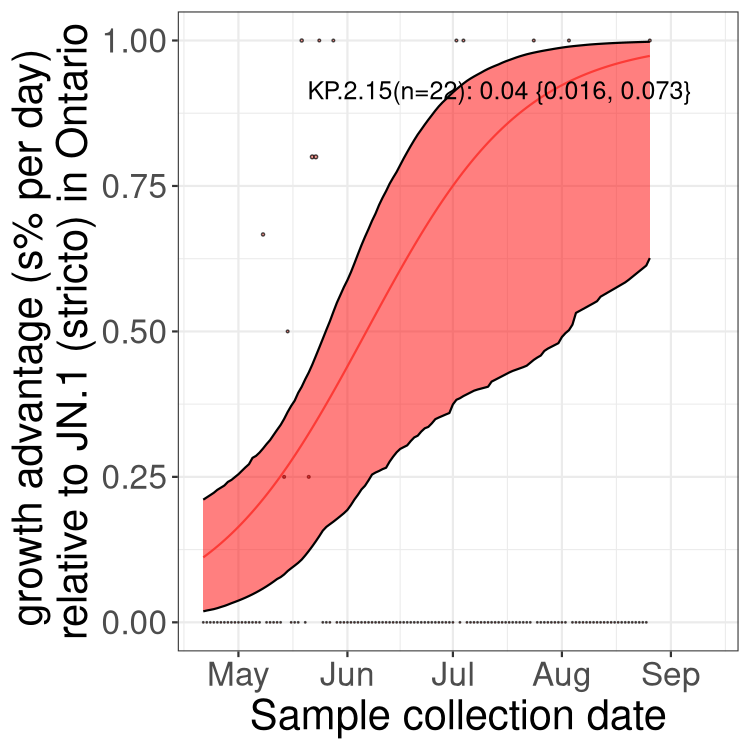 growth advantage (s% per day)
relative to JN.1 (stricto) in Ontario
1.00
0.75
0.50
0.25
0.00
KP.2.15(n=22): 0.04 {0.016, 0.073}
May Jun Jul Aug Sep
Sample collection date